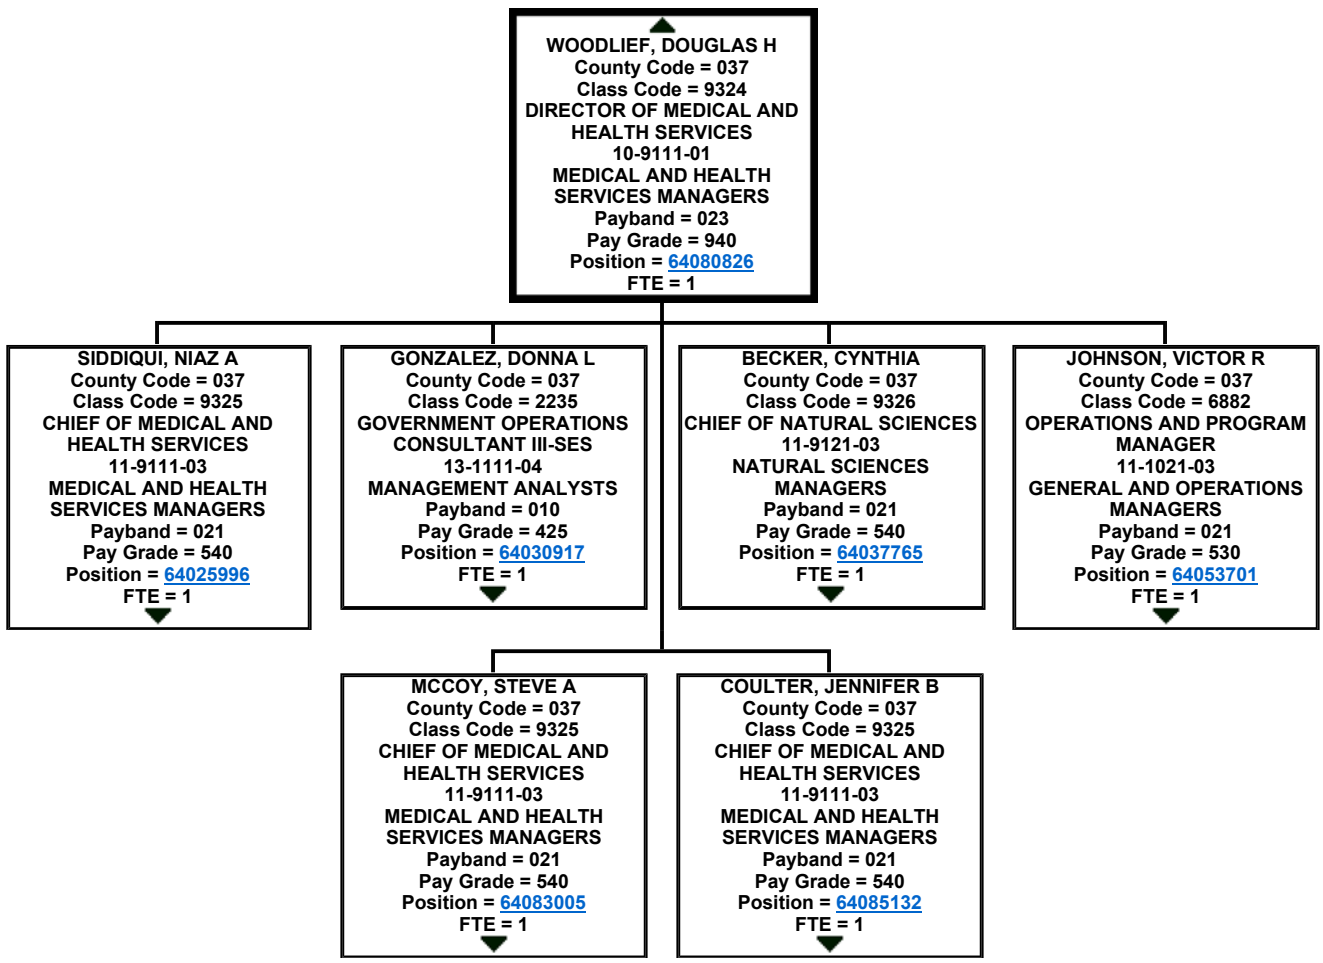 WOODLIEF, DOUGLAS H
County Code = 037
Class Code = 9324
DIRECTOR OF MEDICAL AND
HEALTH SERVICES
10-9111-01
MEDICAL AND HEALTH
SERVICES MANAGERS
Payband = 023
Pay Grade = 940
Position = 64080826
FTE = 1
SIDDIQUI, NIAZ A
County Code = 037
Class Code = 9325
CHIEF OF MEDICAL AND
HEALTH SERVICES
11-9111-03
MEDICAL AND HEALTH
SERVICES MANAGERS
Payband = 021
Pay Grade = 540
Position = 64025996
FTE = 1
GONZALEZ, DONNA L
County Code = 037
Class Code = 2235
GOVERNMENT OPERATIONS
CONSULTANT III-SES
13-1111-04
MANAGEMENT ANALYSTS
Payband = 010
Pay Grade = 425
Position = 64030917
FTE = 1
BECKER, CYNTHIA
County Code = 037
Class Code = 9326
CHIEF OF NATURAL SCIENCES
11-9121-03
NATURAL SCIENCES
MANAGERS
Payband = 021
Pay Grade = 540
Position = 64037765
FTE = 1
JOHNSON, VICTOR R
County Code = 037
Class Code = 6882
OPERATIONS AND PROGRAM
MANAGER
11-1021-03
GENERAL AND OPERATIONS
MANAGERS
Payband = 021
Pay Grade = 530
Position = 64053701
FTE = 1
MCCOY, STEVE A
County Code = 037
Class Code = 9325
CHIEF OF MEDICAL AND
HEALTH SERVICES
11-9111-03
MEDICAL AND HEALTH
SERVICES MANAGERS
Payband = 021
Pay Grade = 540
Position = 64083005
FTE = 1
COULTER, JENNIFER B
County Code = 037
Class Code = 9325
CHIEF OF MEDICAL AND
HEALTH SERVICES
11-9111-03
MEDICAL AND HEALTH
SERVICES MANAGERS
Payband = 021
Pay Grade = 540
Position = 64085132
FTE = 1